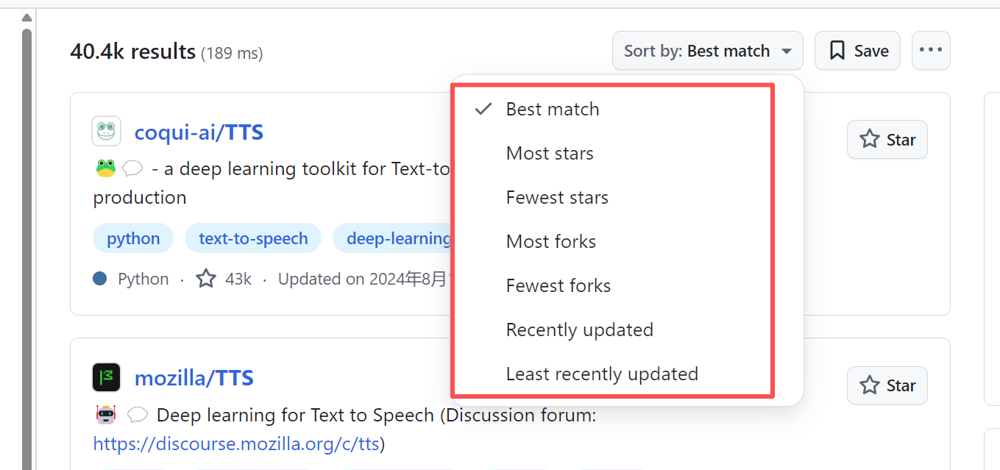 40.4k results (189 ms)
Sort by: Best match
Save
Best match
Most stars
Fewest stars
Most forks
Fewest forks
Recently updated
Least recently updated
coqui-ai/TTS
Star
- a deep learning toolkit for Text-to
production
python text-to-speech deep-learning
Python · 43k · Updated on 2024年8月
mozilla/TTS
Star
Deep learning for Text to Speech (Discussion forum:
https://discourse.mozilla.org/c/tts)